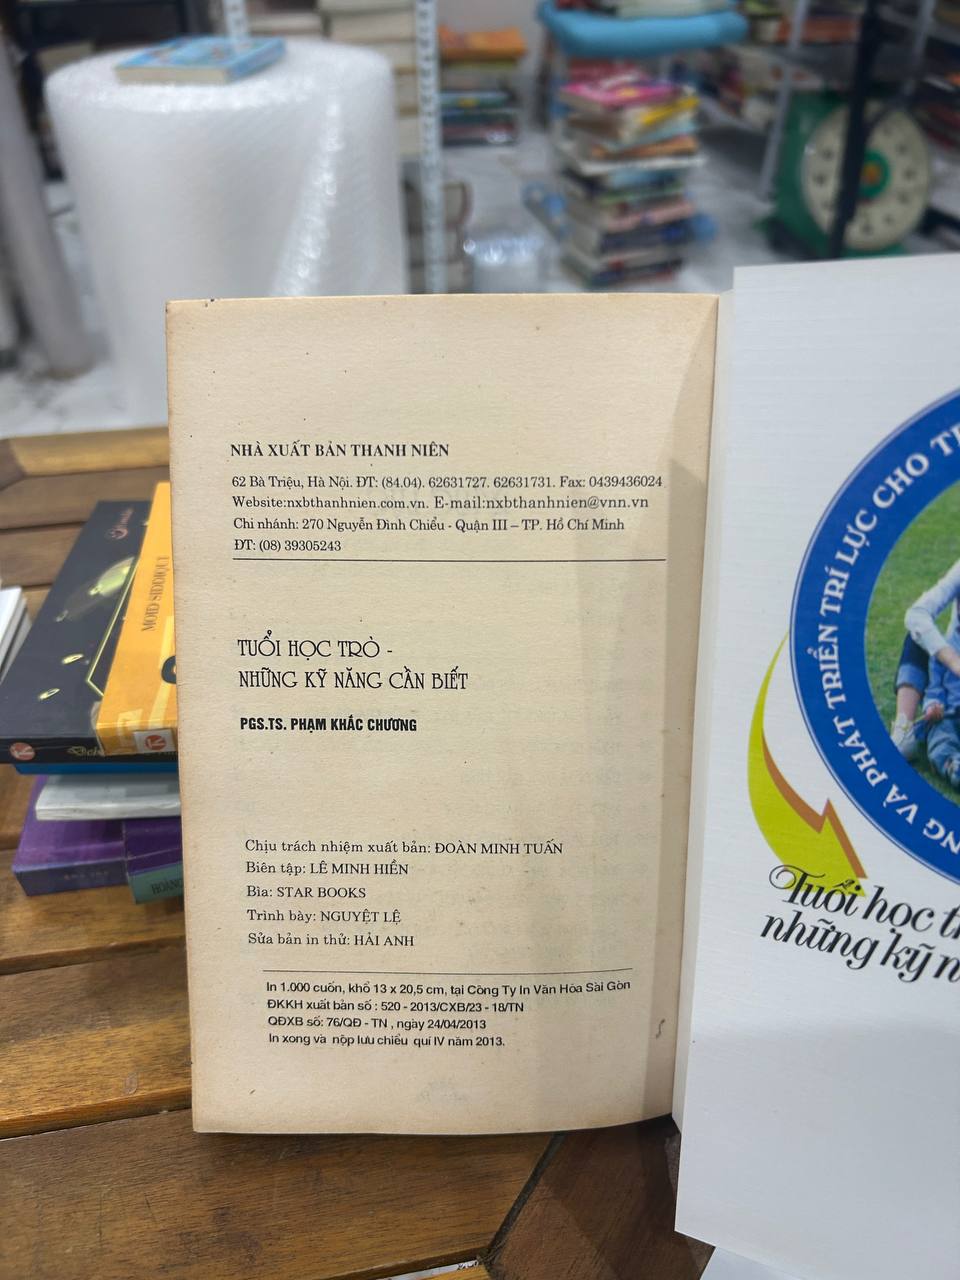 NHÀ XUẤT BẢN THANH NIÊN
62 Bà Triệu, Hà Nội. ĐT: (84.04). 62631727. 62631731. Fax: 0439436024
Website:nxbthanhnien.com.vn. E-mail:nxbthanhnien@vnn.vn
Chi nhánh: 270 Nguyễn Đình Chiểu - Quận III – TP. Hồ Chí Minh
ĐT: (08) 39305243
TUỔI HỌC TRÒ -
NHỮNG KỸ NĂNG CẦN BIẾT
PGS.TS. PHẠM KHẮC CHƯƠNG
Chịu trách nhiệm xuất bản: ĐOÀN MINH TUẤN
Biên tập: LÊ MINH HIỀN
Bìa: STAR BOOKS
Trình bày: NGUYỆT LỆ
Sửa bản in thử: HẢI ANH
In 1.000 cuốn, khổ 13 x 20,5 cm, tại Công Ty In Văn Hóa Sài Gòn
ĐKKH xuất bản số : 520 - 2013/CXB/23 - 18/TN
QĐXB số: 76/QĐ - TN , ngày 24/04/2013
In xong và nộp lưu chiểu quí IV năm 2013.
NG VÀ PHÁT TRIỂN TRÍ LỰC CHO
Tuổi học
những kỹ
MOID SIDDIQUI
HOÀNG